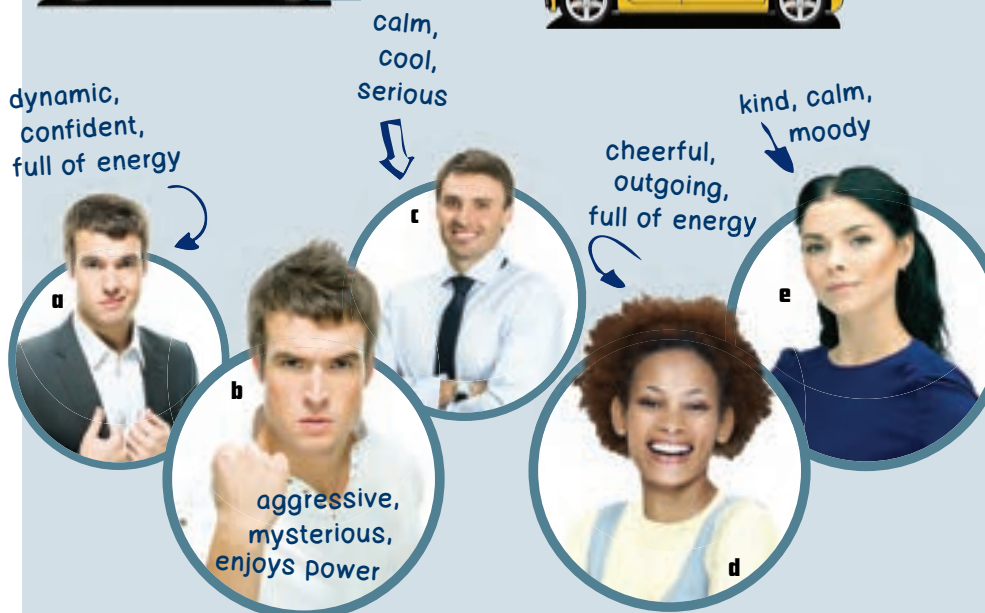 calm,
cool,
serious
dynamic,
confident,
full of energy
kind, calm,
moody
cheerful,
outgoing,
full of energy
c
a
e
b
aggressive,
mysterious,
enjoys power
d